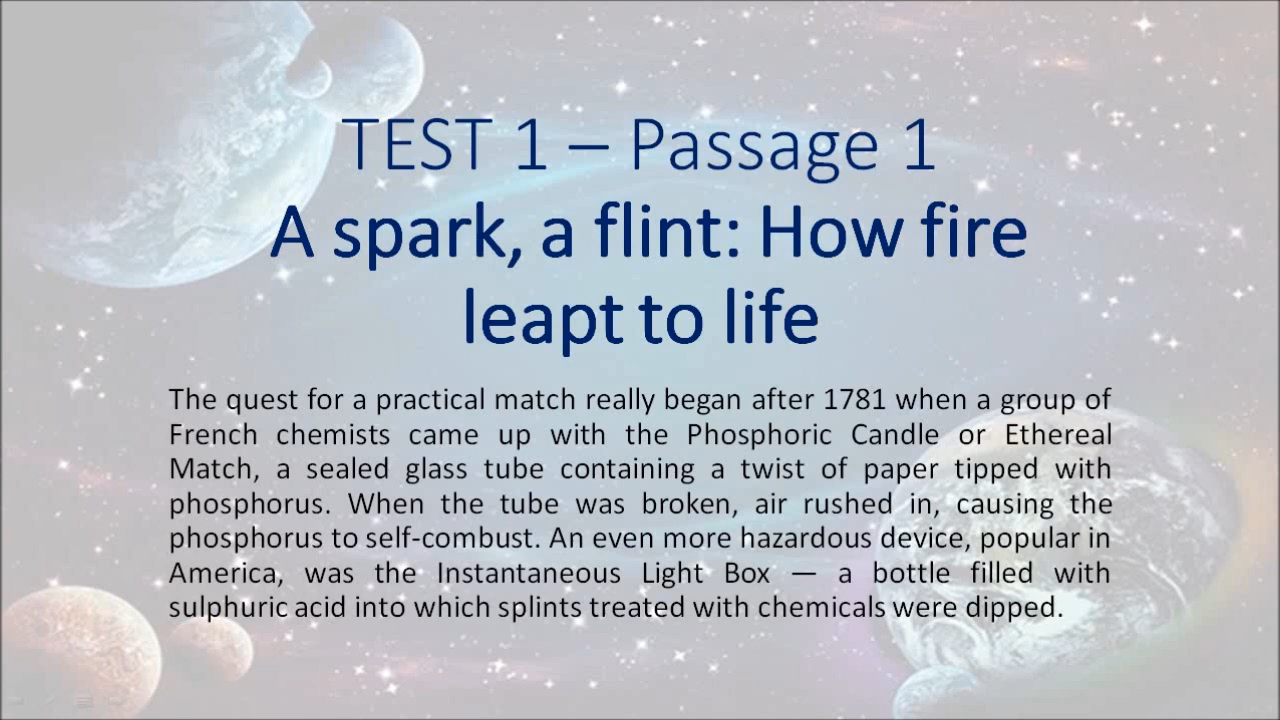 TEST 1 – Passage 1
A spark, a flint: How fire
leapt to life
The quest for a practical match really began after 1781 when a group of
French chemists came up with the Phosphoric Candle or Ethereal
Match, a sealed glass tube containing a twist of paper tipped with
phosphorus. When the tube was broken, air rushed in, causing the
phosphorus to self-combust. An even more hazardous device, popular in
America, was the Instantaneous Light Box — a bottle filled with
sulphuric acid into which splints treated with chemicals were dipped.